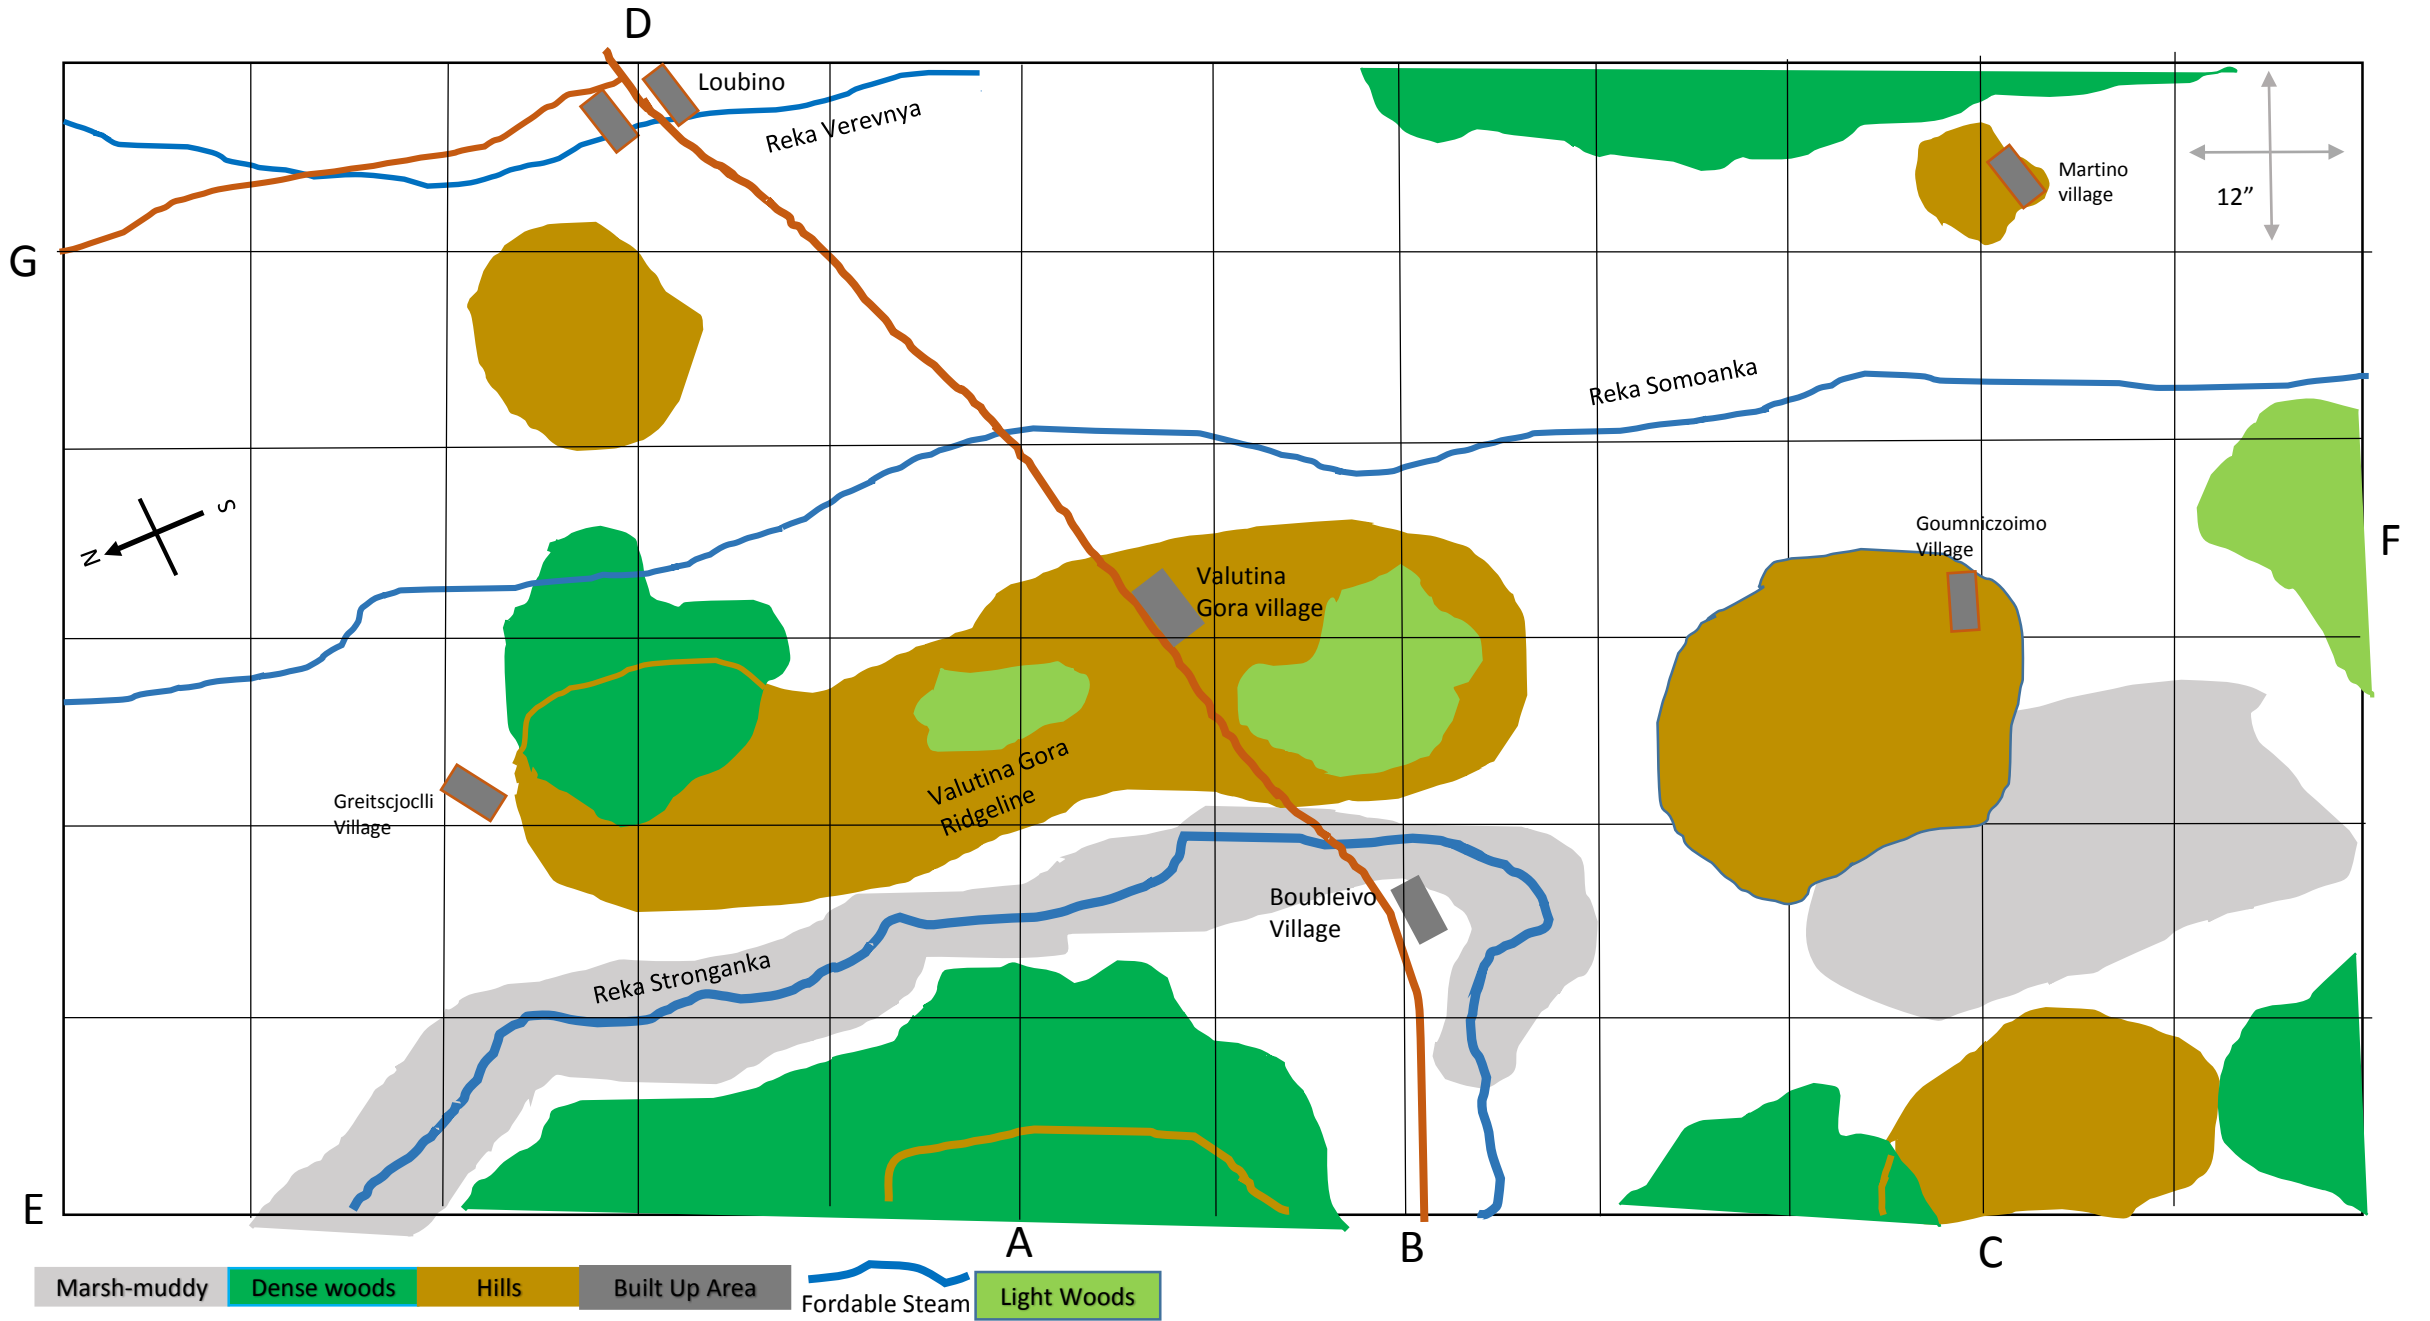 D
Loubino
Reka Verevnya
Martino
village
12”
G
Reka Somoanka
S
N
Goumniczoimo
Village
F
Valutina
Gora village
Valutina Gora
Ridgeline
Greitscjoclli
Village
Boubleivo
Village
Reka Stronganka
E
A
B
C
Marsh-muddy
Dense woods
Hills
Built Up Area
Fordable Steam
Light Woods